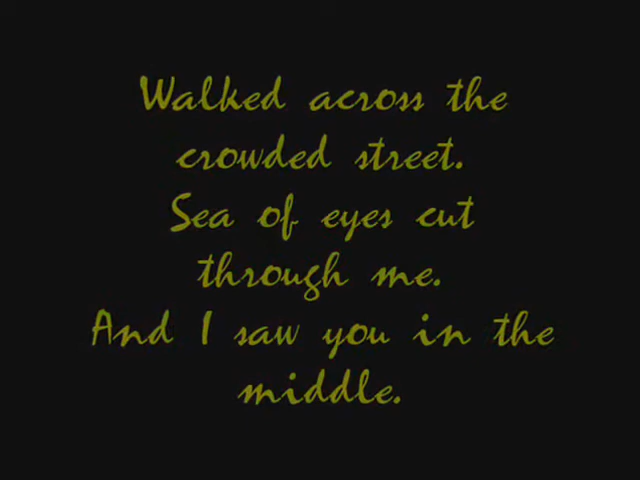 Walked across the
crowded street.
Sea of eyes cut
through me.
And I saw you in the
middle.